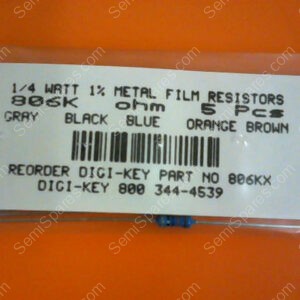 1/4 WATT 1% METAL FILM RESISTORS
806K ohm 5 Pcs
GRAY BLACK BLUE ORANGE BROWN
REORDER DIGI-KEY PART NO 806KX
DIGI-KEY 800 344-4539